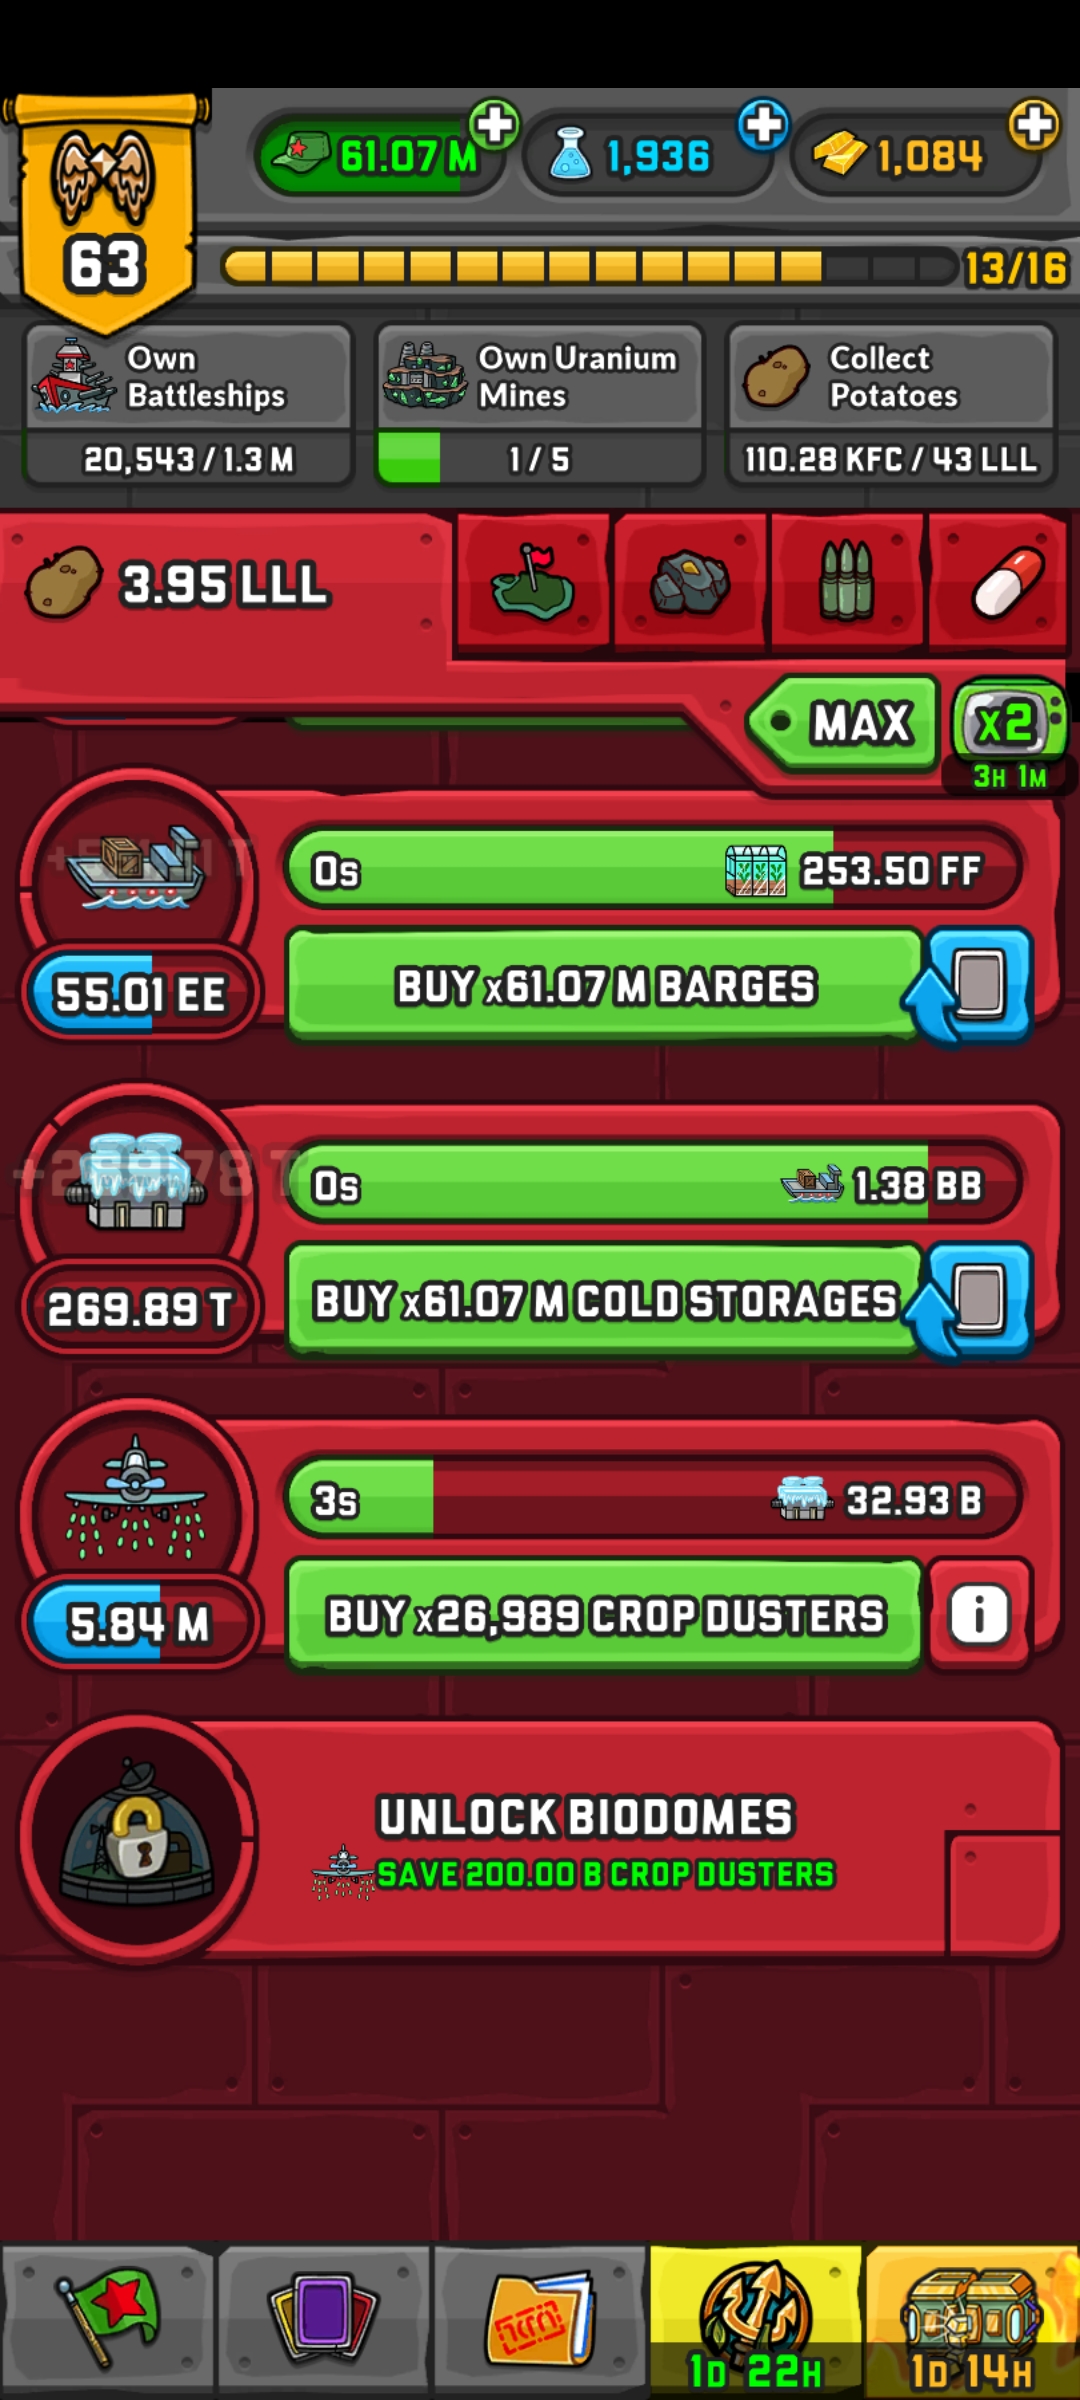 61.07 M
1,936
1,084
63
13/16
Own Battleships
20,543 / 1.3 M
Own Uranium Mines
1 / 5
Collect Potatoes
110.28 KFC / 43 LLL
3.95 LLL
MAX
x2
3H 1M
0s
253.50 FF
55.01 EE
BUY x61.07 M BARGES
0s
1.38 BB
269.89 T
BUY x61.07 M COLD STORAGES
3s
32.93 B
5.84 M
BUY x26,989 CROP DUSTERS
i
UNLOCK BIODOMES
SAVE 200.00 B CROP DUSTERS
1D 22H
1D 14H